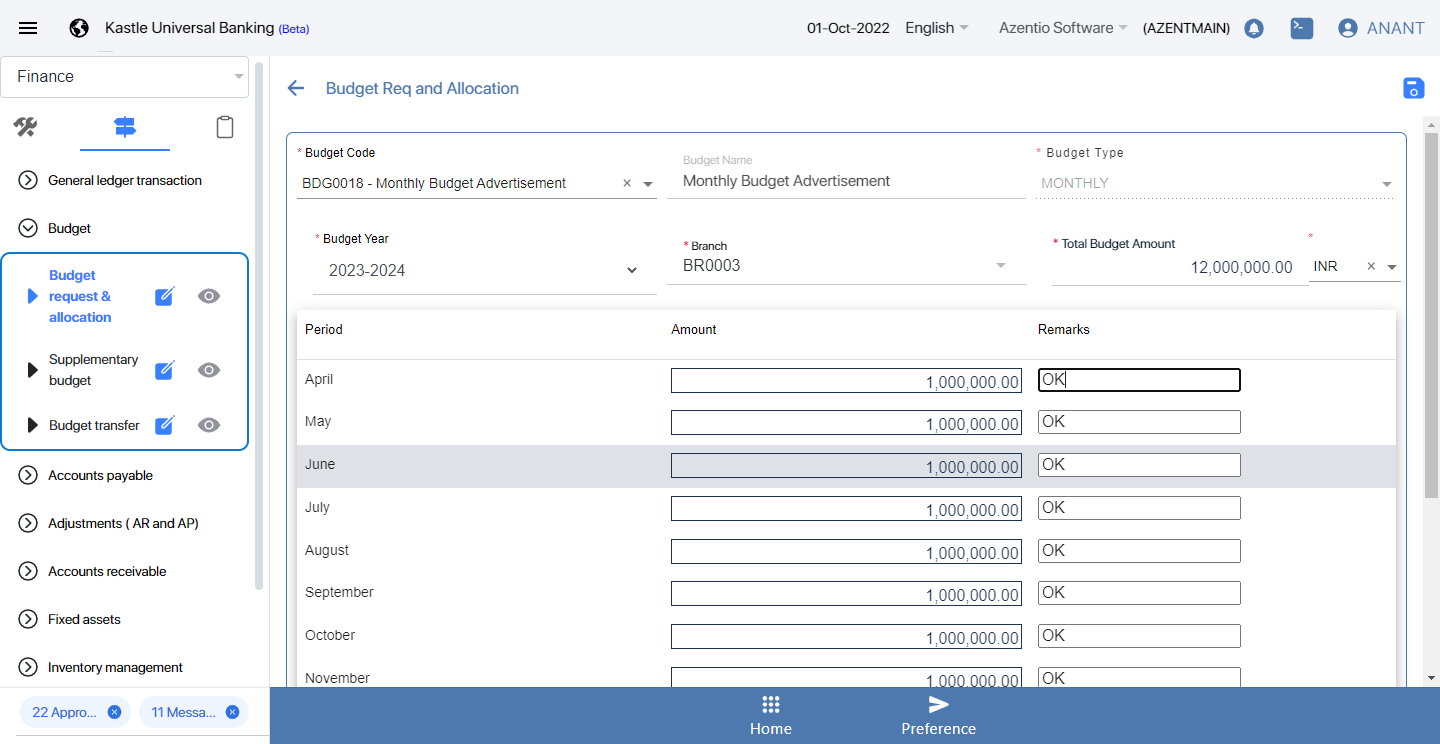 Kastle Universal Banking (Beta)
01-Oct-2022 English Azentio Software (AZENTMAIN) ANANT
Finance
General ledger transaction
Budget
Budget
request &
allocation
Supplementary
budget
Budget transfer
Accounts payable
Adjustments ( AR and AP)
Accounts receivable
Fixed assets
Inventory management
22 Appro...
11 Messa...
Budget Req and Allocation
* Budget Code
BDG0018 - Monthly Budget Advertisement ×
Budget Name
Monthly Budget Advertisement
* Budget Type
MONTHLY
* Budget Year
2023-2024
* Branch
BR0003
* Total Budget Amount
12,000,000.00
*
INR ×
Period Amount Remarks
April 1,000,000.00 OK
May 1,000,000.00 OK
June 1,000,000.00 OK
July 1,000,000.00 OK
August 1,000,000.00 OK
September 1,000,000.00 OK
October 1,000,000.00 OK
November 1,000,000.00 OK
Home
Preference